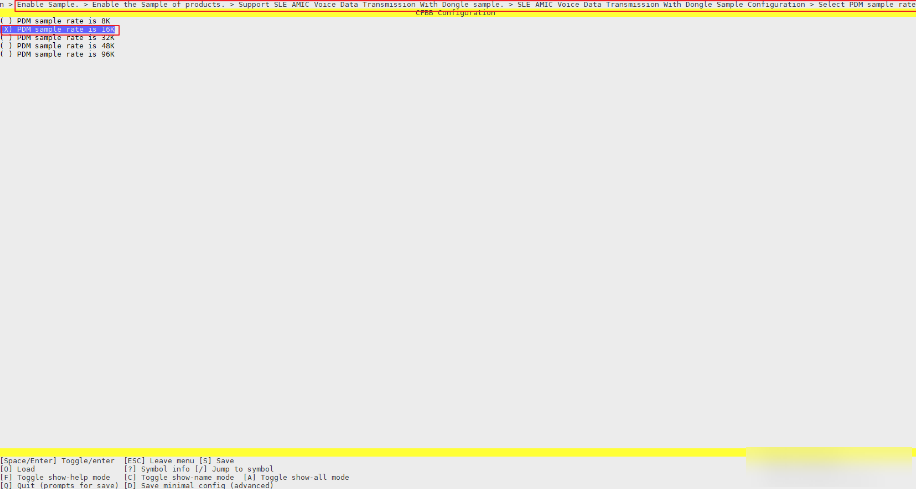 n > Enable Sample. > Enable the Sample of products. > Support SLE AMIC Voice Data Transmission With Dongle sample. > SLE AMIC Voice Data Transmission With Dongle Sample Configuration > Select PDM sample rate
CFBB Configuration
( ) PDM sample rate is 8K
(X) PDM sample rate is 16K
( ) PDM sample rate is 32K
( ) PDM sample rate is 48K
( ) PDM sample rate is 96K
[Space/Enter] Toggle/enter [ESC] Leave menu [S] Save
[O] Load [?] Symbol info [/] Jump to symbol
[F] Toggle show-help mode [C] Toggle show-name mode [A] Toggle show-all mode
[Q] Quit (prompts for save) [D] Save minimal config (advanced)